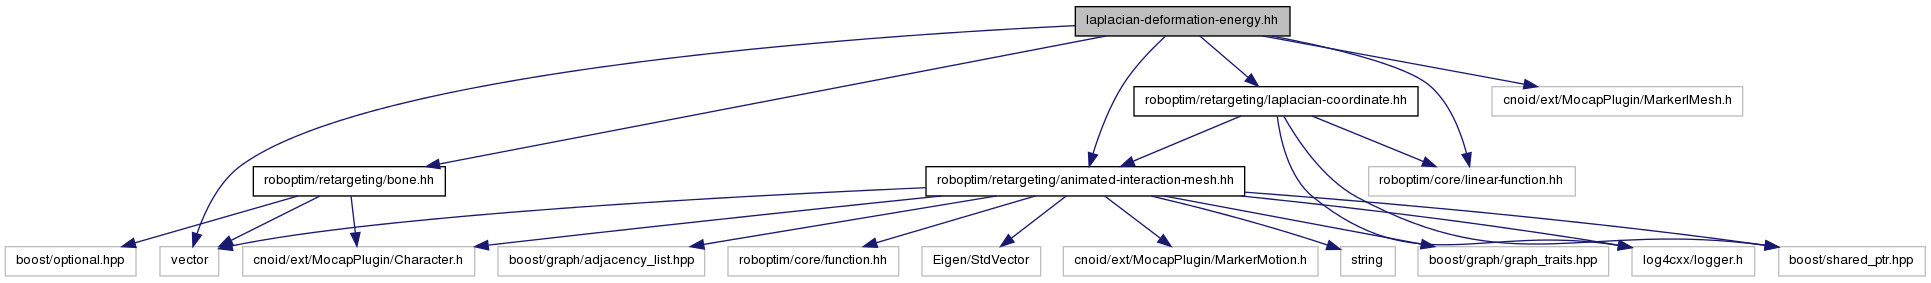 laplacian-deformation-energy.hh
roboptim/retargeting/laplacian-coordinate.hh
cnoid/ext/MocapPlugin/MarkerIMesh.h
roboptim/retargeting/bone.hh
roboptim/retargeting/animated-interaction-mesh.hh
roboptim/core/linear-function.hh
boost/optional.hpp
vector
cnoid/ext/MocapPlugin/Character.h
boost/graph/adjacency_list.hpp
roboptim/core/function.hh
Eigen/StdVector
cnoid/ext/MocapPlugin/MarkerMotion.h
string
boost/graph/graph_traits.hpp
log4cxx/logger.h
boost/shared_ptr.hpp